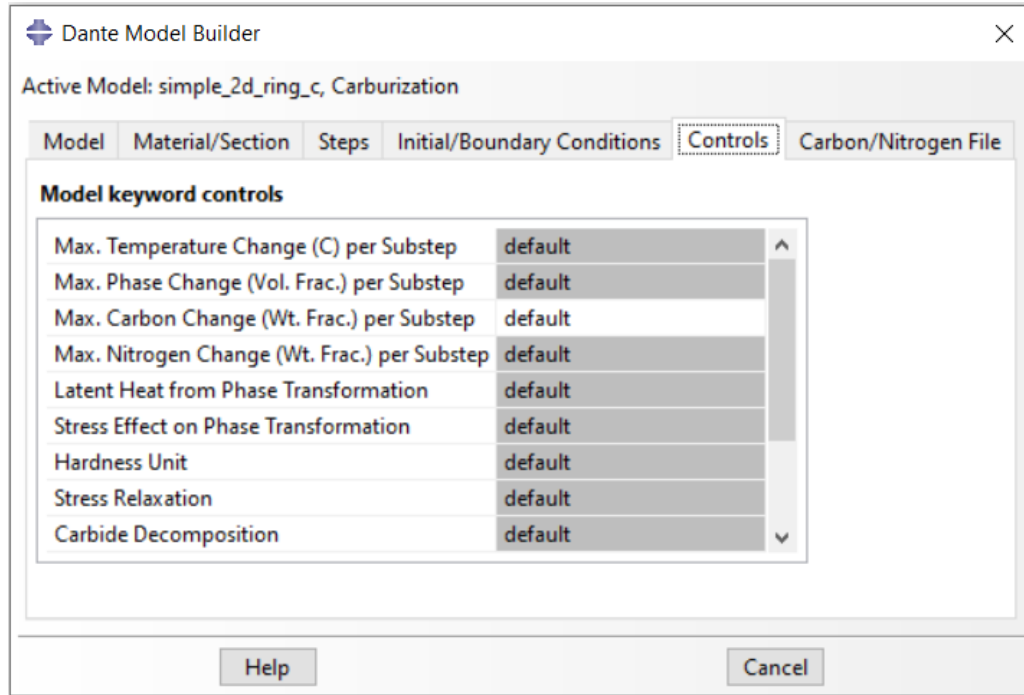 Dante Model Builder
Active Model: simple_2d_ring_c, Carburization
Model Material/Section Steps Initial/Boundary Conditions Controls Carbon/Nitrogen File
Model keyword controls
Max. Temperature Change (C) per Substep default
Max. Phase Change (Vol. Frac.) per Substep default
Max. Carbon Change (Wt. Frac.) per Substep default
Max. Nitrogen Change (Wt. Frac.) per Substep default
Latent Heat from Phase Transformation default
Stress Effect on Phase Transformation default
Hardness Unit default
Stress Relaxation default
Carbide Decomposition default
Help Cancel